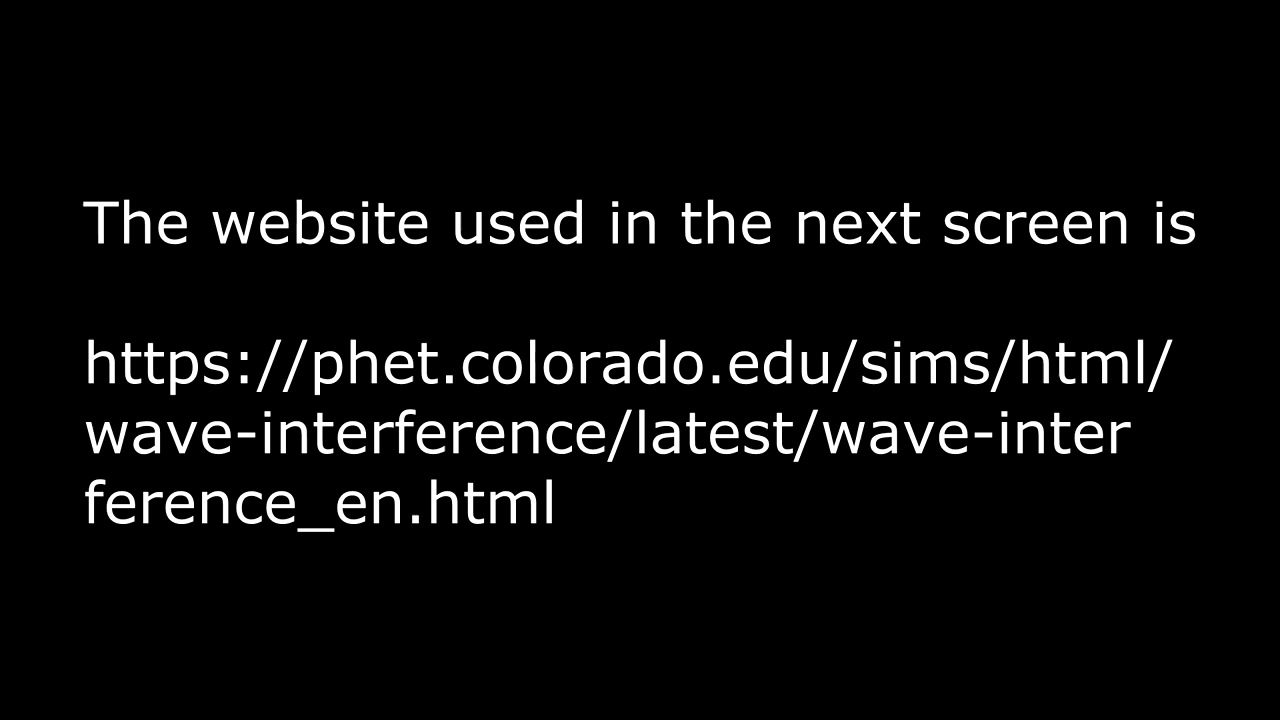 The website used in the next screen is
https://phet.colorado.edu/sims/html/
wave-interference/latest/wave-inter
ference_en.html